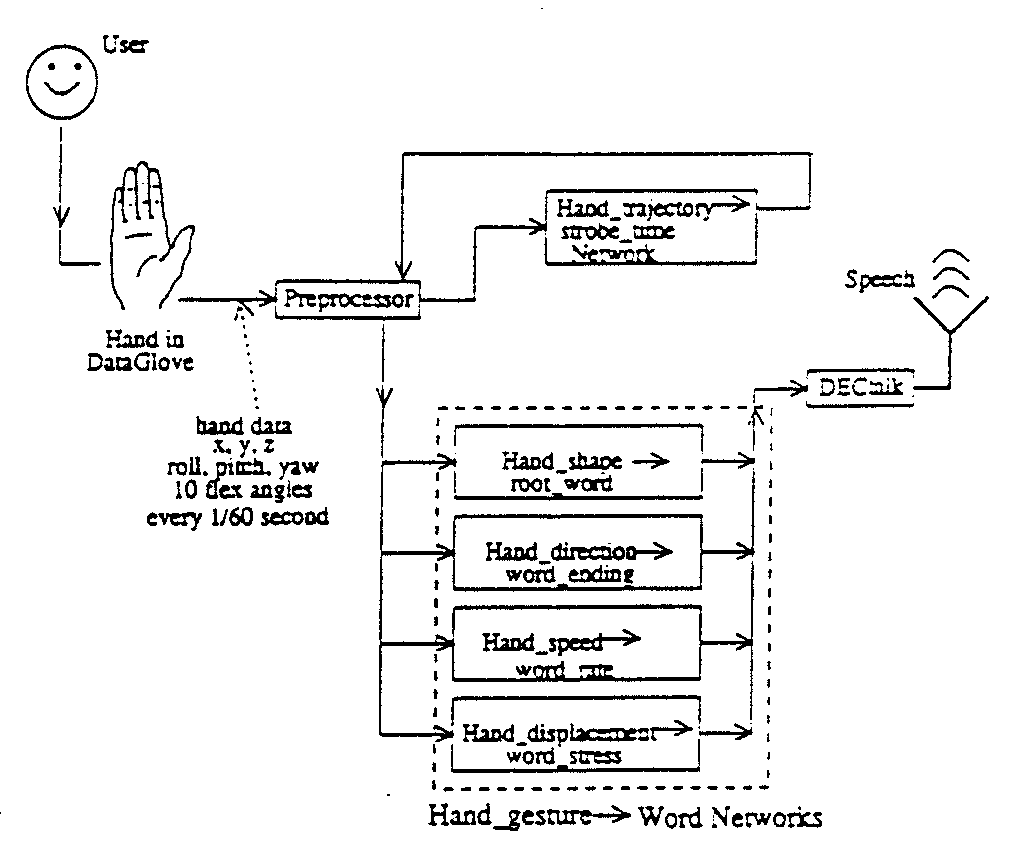 User
Hand_trajectory →
strobe_time
Network
Speech
Preprocessor
Hand in
DataGlove
DECtalk
hand data
x, y, z
roll, pitch, yaw
10 flex angles
every 1/60 second
Hand_shape →
root_word
Hand_direction →
word_ending
Hand_speed →
word_rate
Hand_displacement →
word_stress
Hand_gesture → Word Networks